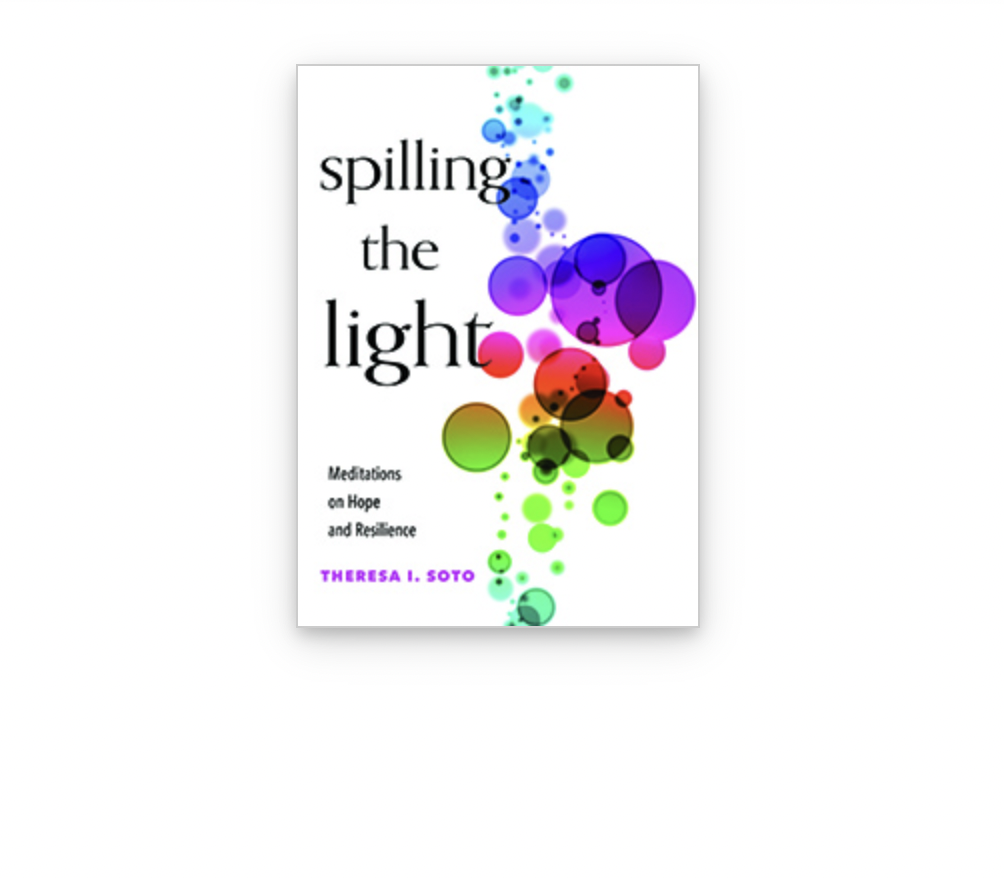 spilling
the
light
Meditations
on Hope
and Resilience
THERESA I. SOTO